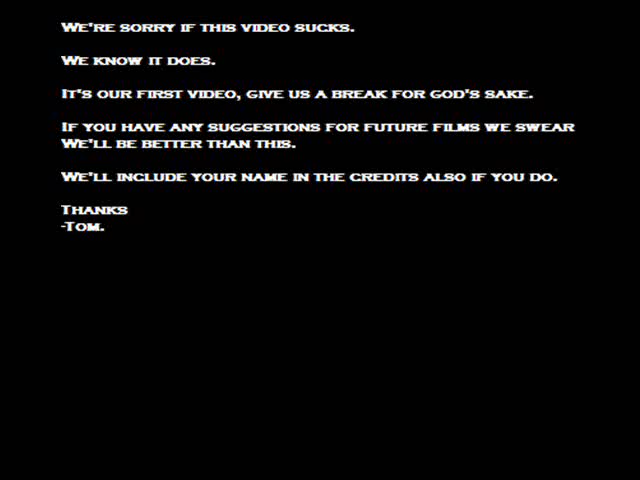 We're sorry if this video sucks.
We know it does.
It's our first video, give us a break for god's sake.
If you have any suggestions for future films we swear
We'll be better than this.
We'll include your name in the credits also if you do.
Thanks
-Tom.